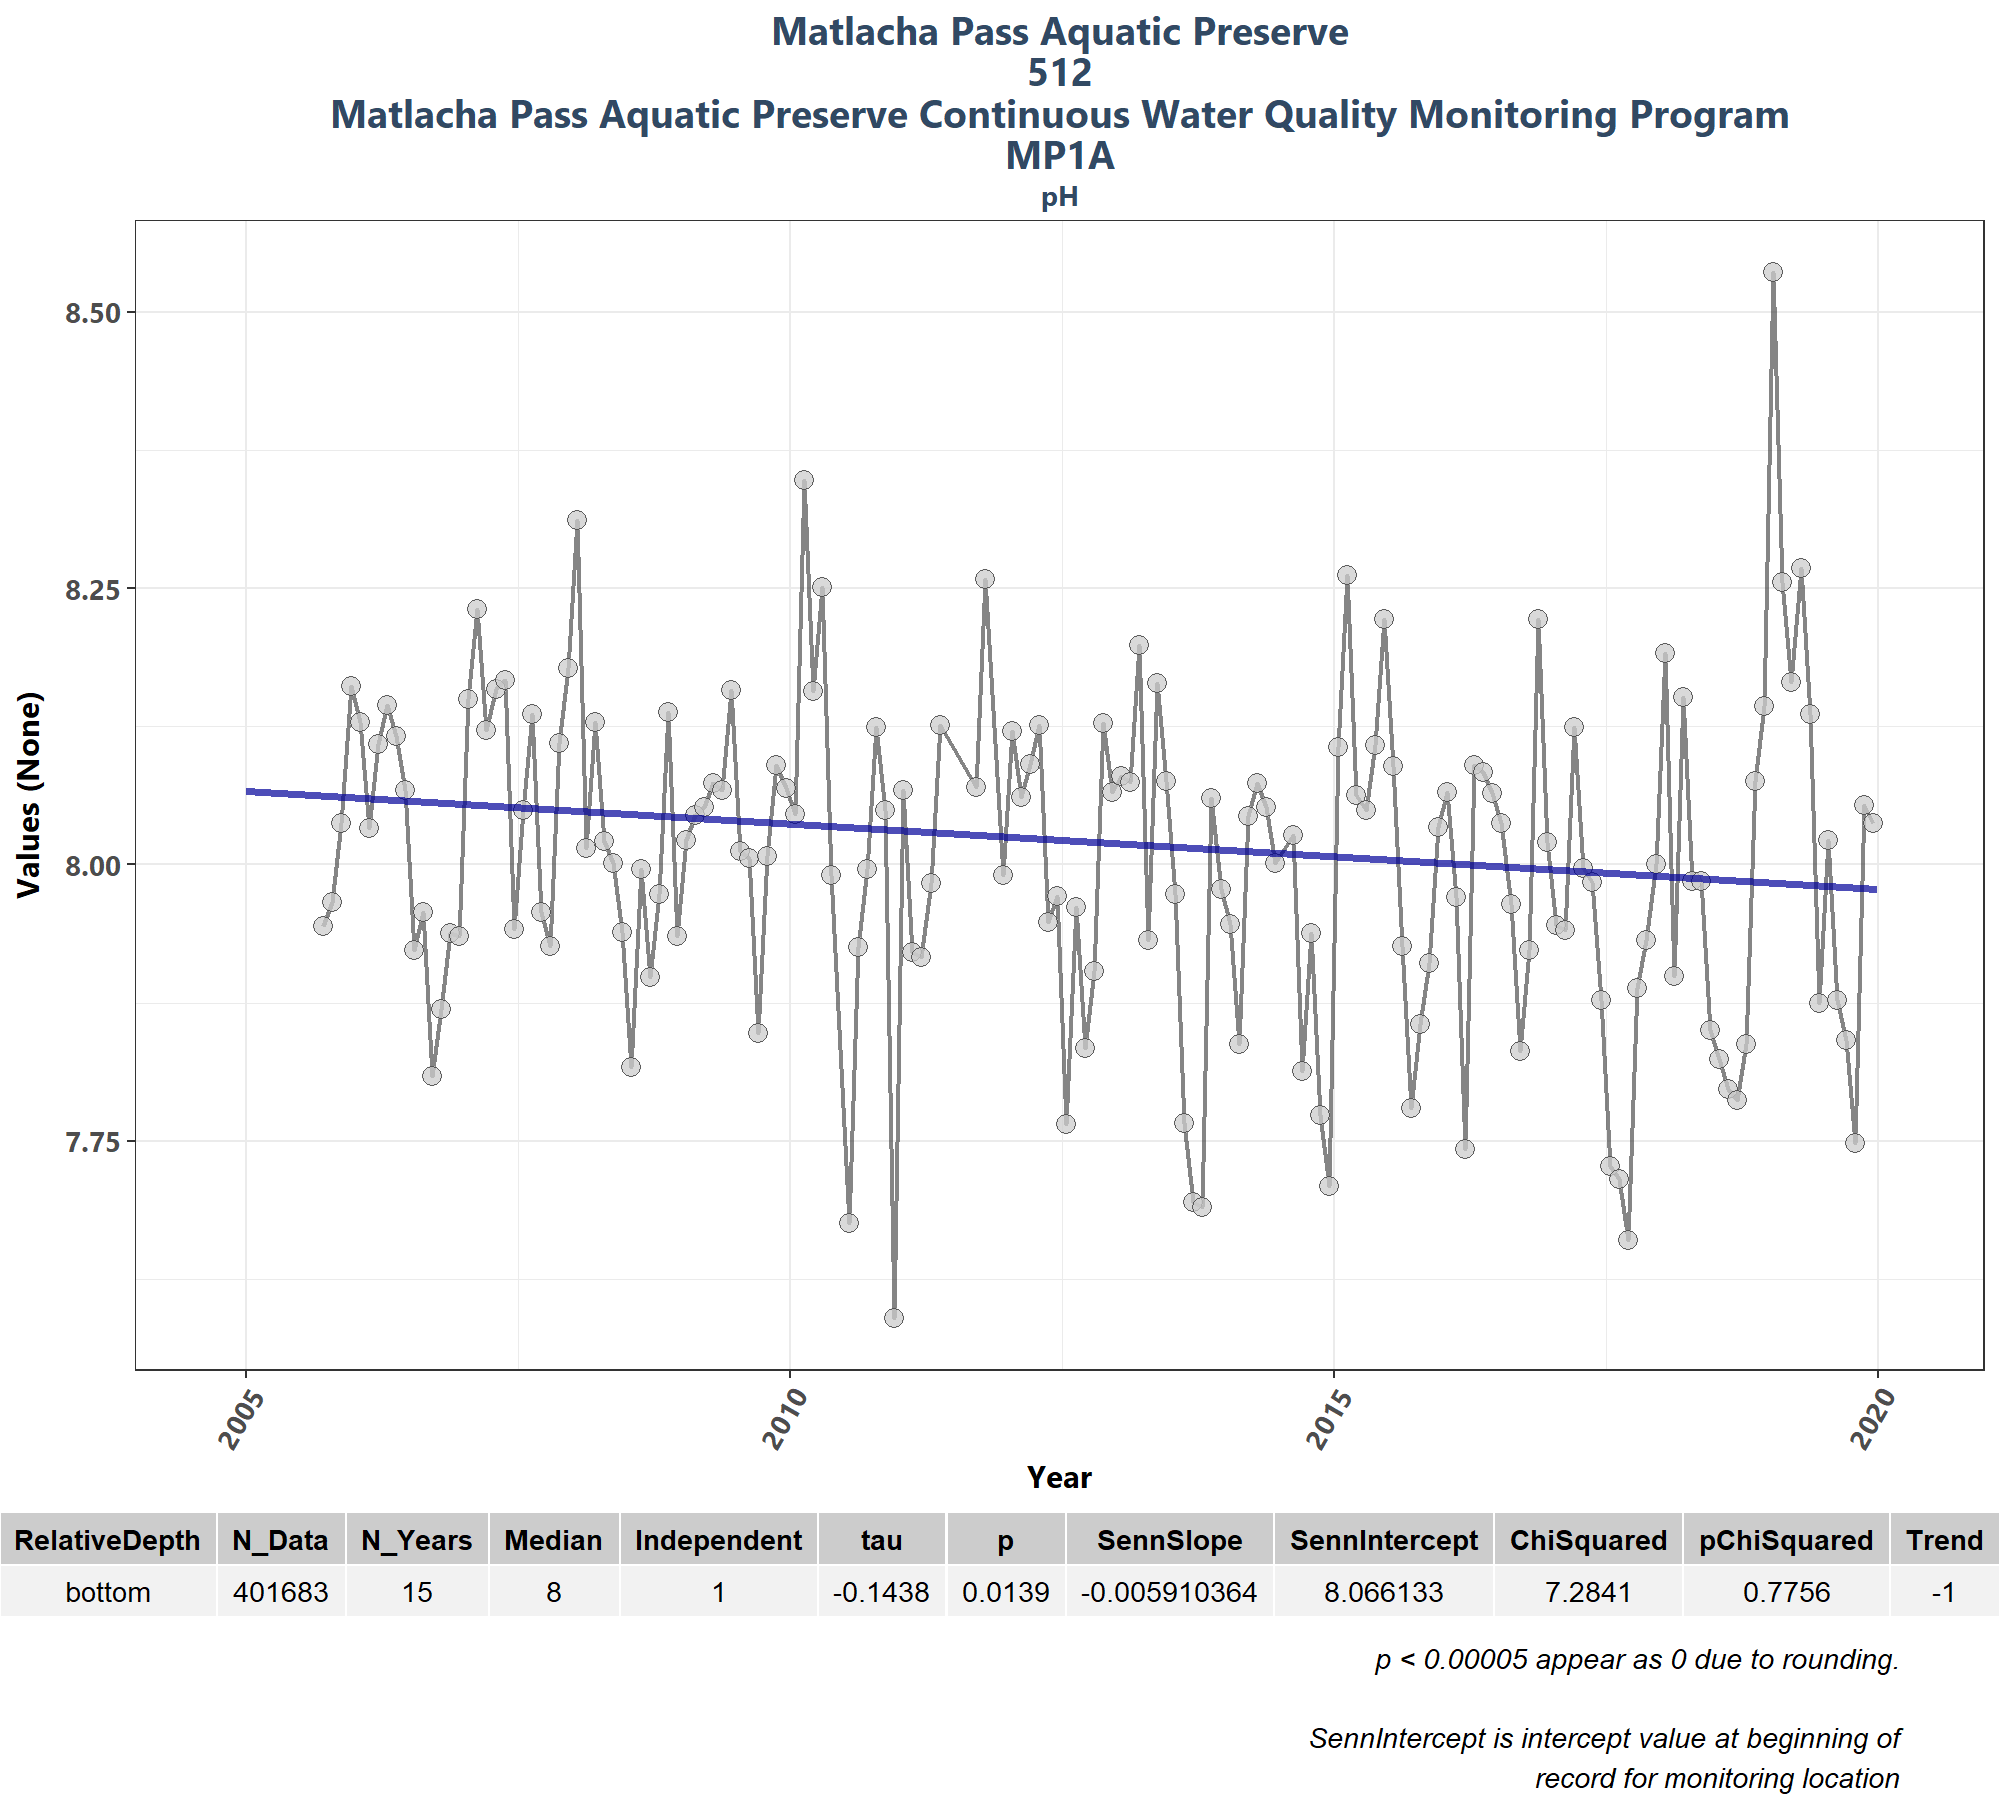 Matlacha Pass Aquatic Preserve
512
Matlacha Pass Aquatic Preserve Continuous Water Quality Monitoring Program
MP1A
pH
Values (None)
8.50
8.25
8.00
7.75
2005
2010
2015
2020
Year
RelativeDepth N_Data N_Years Median Independent tau p SennSlope SennIntercept ChiSquared pChiSquared Trend
bottom 401683 15 8 1 -0.1438 0.0139 -0.005910364 8.066133 7.2841 0.7756 -1
p < 0.00005 appear as 0 due to rounding.
SennIntercept is intercept value at beginning of
record for monitoring location